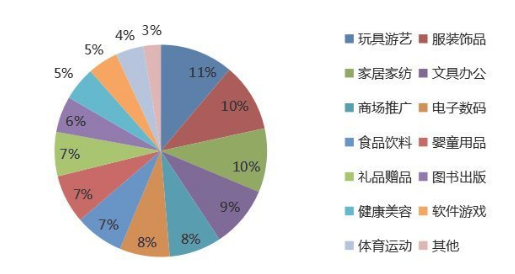 3%
4%
5%
5%
6%
7%
7%
7%
8%
8%
9%
10%
10%
11%
玩具游艺 服装饰品
家居家纺 文具办公
商场推广 电子数码
食品饮料 婴童用品
礼品赠品 图书出版
健康美容 软件游戏
体育运动 其他